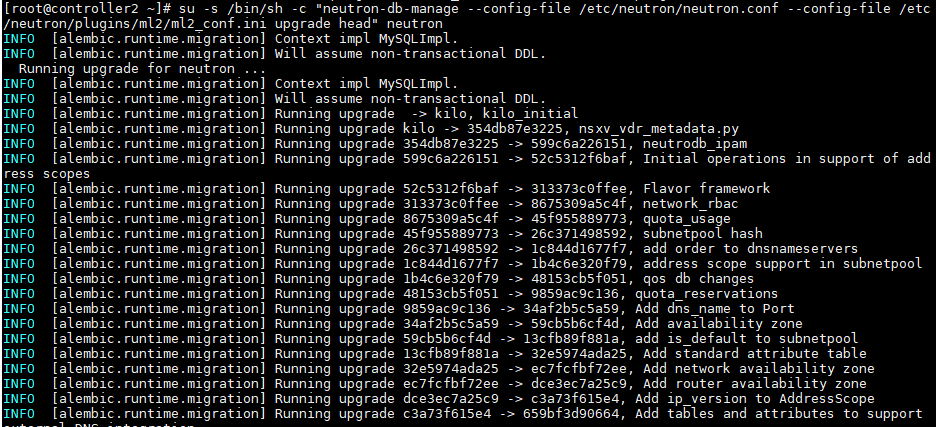 [root@controller2 ~]# su -s /bin/sh -c "neutron-db-manage --config-file /etc/neutron/neutron.conf --config-file /etc
/neutron/plugins/ml2/ml2_conf.ini upgrade head" neutron
INFO  [alembic.runtime.migration] Context impl MySQLImpl.
INFO  [alembic.runtime.migration] Will assume non-transactional DDL.
  Running upgrade for neutron ...
INFO  [alembic.runtime.migration] Context impl MySQLImpl.
INFO  [alembic.runtime.migration] Will assume non-transactional DDL.
INFO  [alembic.runtime.migration] Running upgrade  -> kilo, kilo_initial
INFO  [alembic.runtime.migration] Running upgrade kilo -> 354db87e3225, nsxv_vdr_metadata.py
INFO  [alembic.runtime.migration] Running upgrade 354db87e3225 -> 599c6a226151, neutrodb_ipam
INFO  [alembic.runtime.migration] Running upgrade 599c6a226151 -> 52c5312f6baf, Initial operations in support of add
ress scopes
INFO  [alembic.runtime.migration] Running upgrade 52c5312f6baf -> 313373c0ffee, Flavor framework
INFO  [alembic.runtime.migration] Running upgrade 313373c0ffee -> 8675309a5c4f, network_rbac
INFO  [alembic.runtime.migration] Running upgrade 8675309a5c4f -> 45f955889773, quota_usage
INFO  [alembic.runtime.migration] Running upgrade 45f955889773 -> 26c371498592, subnetpool hash
INFO  [alembic.runtime.migration] Running upgrade 26c371498592 -> 1c844d1677f7, add order to dnsnameservers
INFO  [alembic.runtime.migration] Running upgrade 1c844d1677f7 -> 1b4c6e320f79, address scope support in subnetpool
INFO  [alembic.runtime.migration] Running upgrade 1b4c6e320f79 -> 48153cb5f051, qos db changes
INFO  [alembic.runtime.migration] Running upgrade 48153cb5f051 -> 9859ac9c136, quota_reservations
INFO  [alembic.runtime.migration] Running upgrade 9859ac9c136 -> 34af2b5c5a59, Add dns_name to Port
INFO  [alembic.runtime.migration] Running upgrade 34af2b5c5a59 -> 59cb5b6cf4d, Add availability zone
INFO  [alembic.runtime.migration] Running upgrade 59cb5b6cf4d -> 13cfb89f881a, add is_default to subnetpool
INFO  [alembic.runtime.migration] Running upgrade 13cfb89f881a -> 32e5974ada25, Add standard attribute table
INFO  [alembic.runtime.migration] Running upgrade 32e5974ada25 -> ec7fcfbf72ee, Add network availability zone
INFO  [alembic.runtime.migration] Running upgrade ec7fcfbf72ee -> dce3ec7a25c9, Add router availability zone
INFO  [alembic.runtime.migration] Running upgrade dce3ec7a25c9 -> c3a73f615e4, Add ip_version to AddressScope
INFO  [alembic.runtime.migration] Running upgrade c3a73f615e4 -> 659bf3d90664, Add tables and attributes to support
external DNS integration